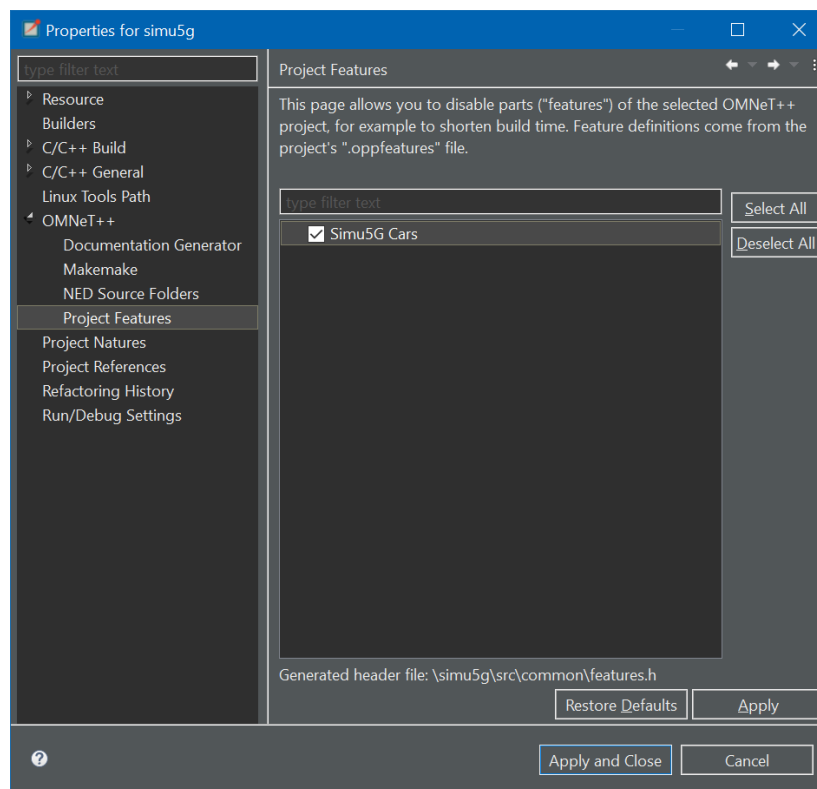 Properties for simu5g
type filter text
Resource
Builders
C/C++ Build
C/C++ General
Linux Tools Path
OMNeT++
Documentation Generator
Makemake
NED Source Folders
Project Features
Project Natures
Project References
Refactoring History
Run/Debug Settings
Project Features
This page allows you to disable parts ("features") of the selected OMNeT++
project, for example to shorten build time. Feature definitions come from the
project's ".oppfeatures" file.
type filter text
Select All
Simu5G Cars
Deselect All
Generated header file: \simu5g\src\common\features.h
Restore Defaults
Apply
Apply and Close
Cancel